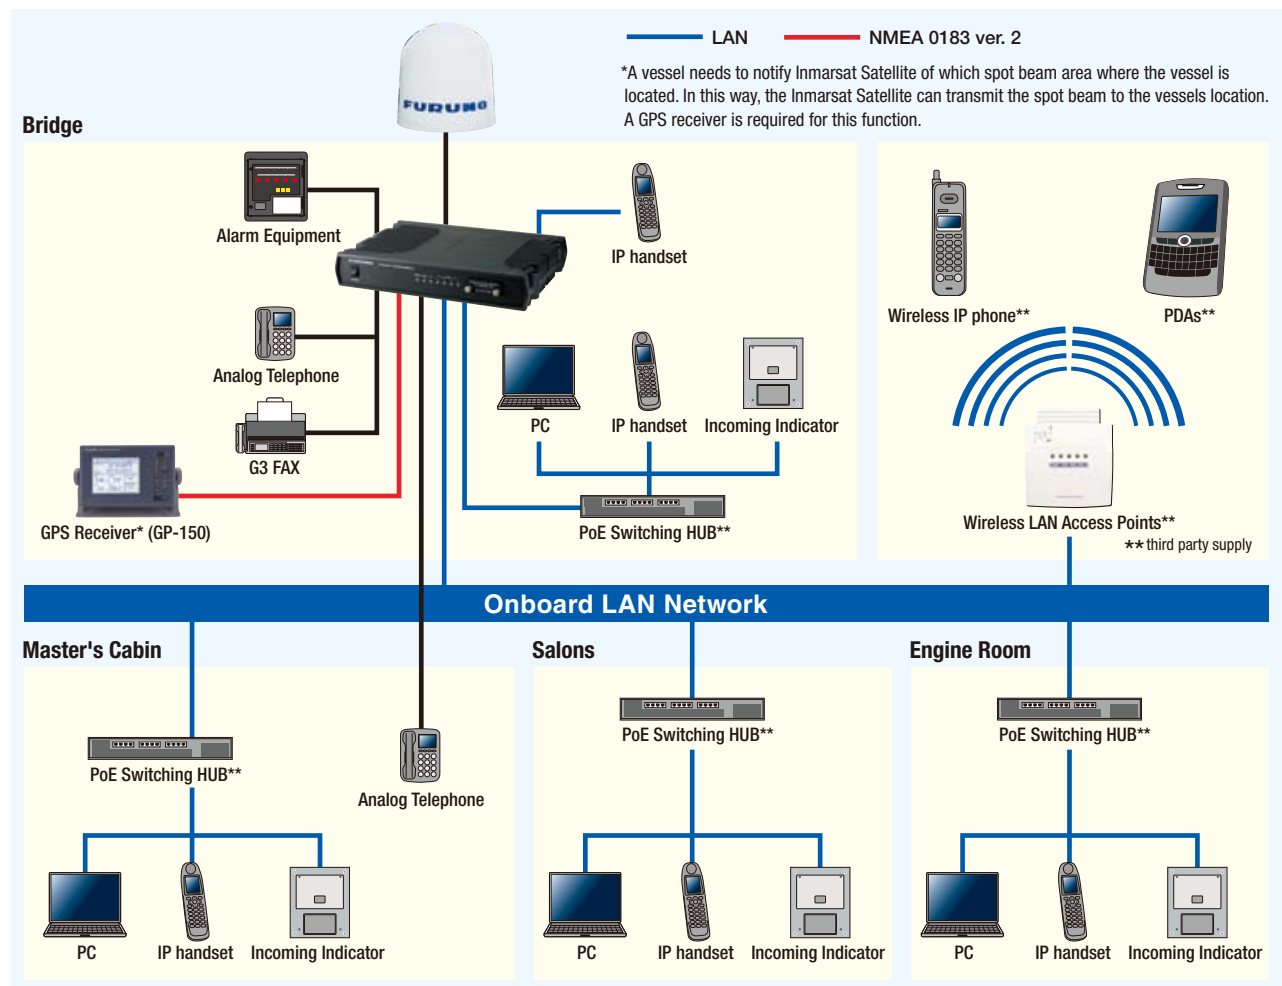 LAN
NMEA 0183 ver. 2
*A vessel needs to notify Inmarsat Satellite of which spot beam area where the vessel is
located. In this way, the Inmarsat Satellite can transmit the spot beam to the vessels location.
A GPS receiver is required for this function.
FURUNO
Bridge
Alarm Equipment
IP handset
Analog Telephone
G3 FAX
PC
IP handset
Incoming Indicator
GPS Receiver* (GP-150)
PoE Switching HUB**
Wireless IP phone**
PDAs**
Wireless LAN Access Points**
**third party supply
Onboard LAN Network
Master's Cabin
PoE Switching HUB**
Analog Telephone
PC
IP handset
Incoming Indicator
Salons
PoE Switching HUB**
PC
IP handset
Incoming Indicator
Engine Room
PoE Switching HUB**
PC
IP handset
Incoming Indicator